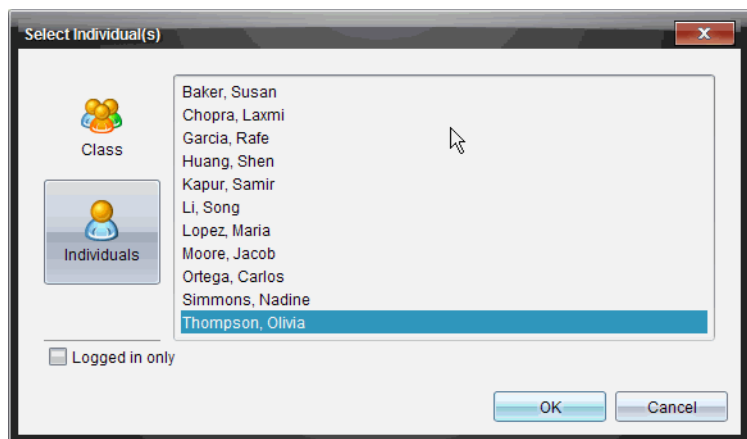 Select Individual(s)
Class
Individuals
Baker, Susan
Chopra, Laxmi
Garcia, Rafe
Huang, Shen
Kapur, Samir
Li, Song
Lopez, Maria
Moore, Jacob
Ortega, Carlos
Simmons, Nadine
Thompson, Olivia
Logged in only
OK
Cancel